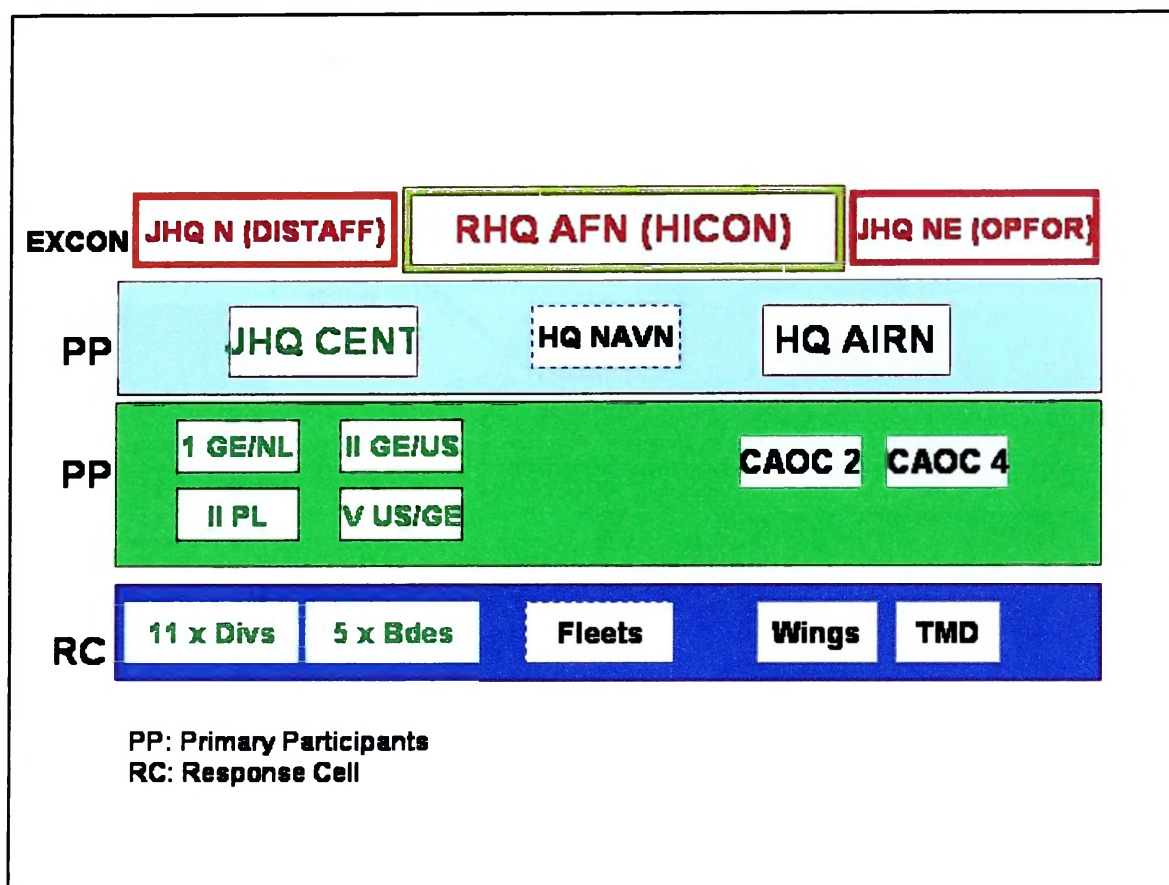 EXCON JHQ N (DISTAFF) RHQ AFN (HICON) JHQ NE (OPFOR)
PP JHQ CENT HQ NAVN HQ AIRN
PP
1 GE/NL II GE/US
CAOC 2 CAOC 4
II PL V US/GE
RC 11 x Divs 5 x Bdes Fleets Wings TMD
PP: Primary Participants
RC: Response Cell